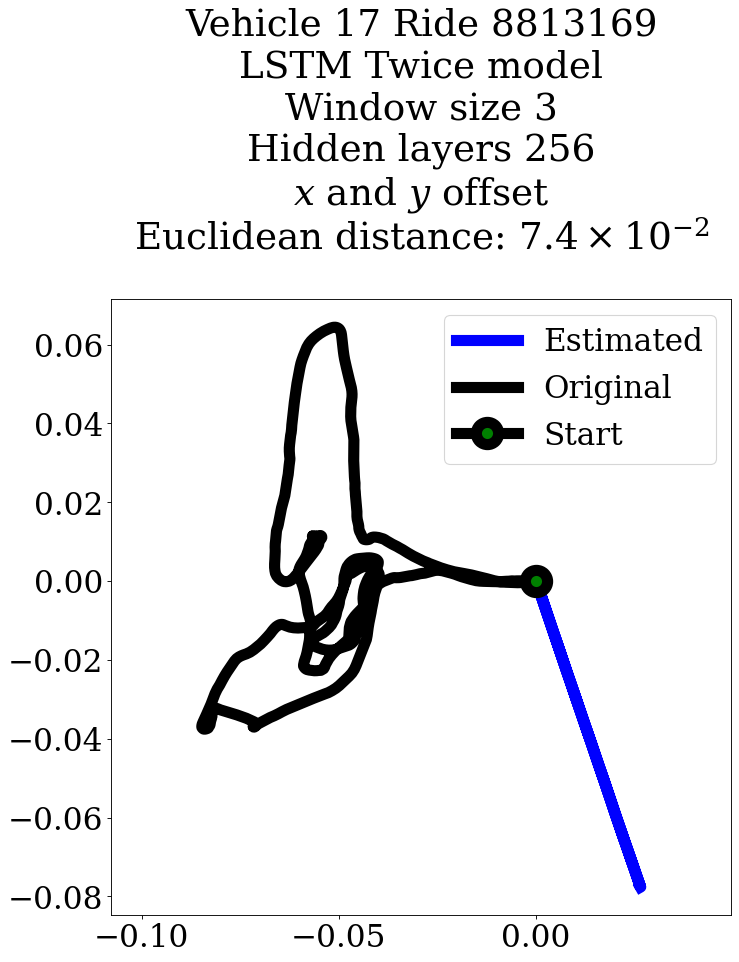 Vehicle 17 Ride 8813169
LSTM Twice model
Window size 3
Hidden layers 256
x and y offset
Euclidean distance: 7.4 × 10⁻²
Estimated
Original
Start
0.06
0.04
0.02
0.00
−0.02
−0.04
−0.06
−0.08
−0.10
−0.05
0.00